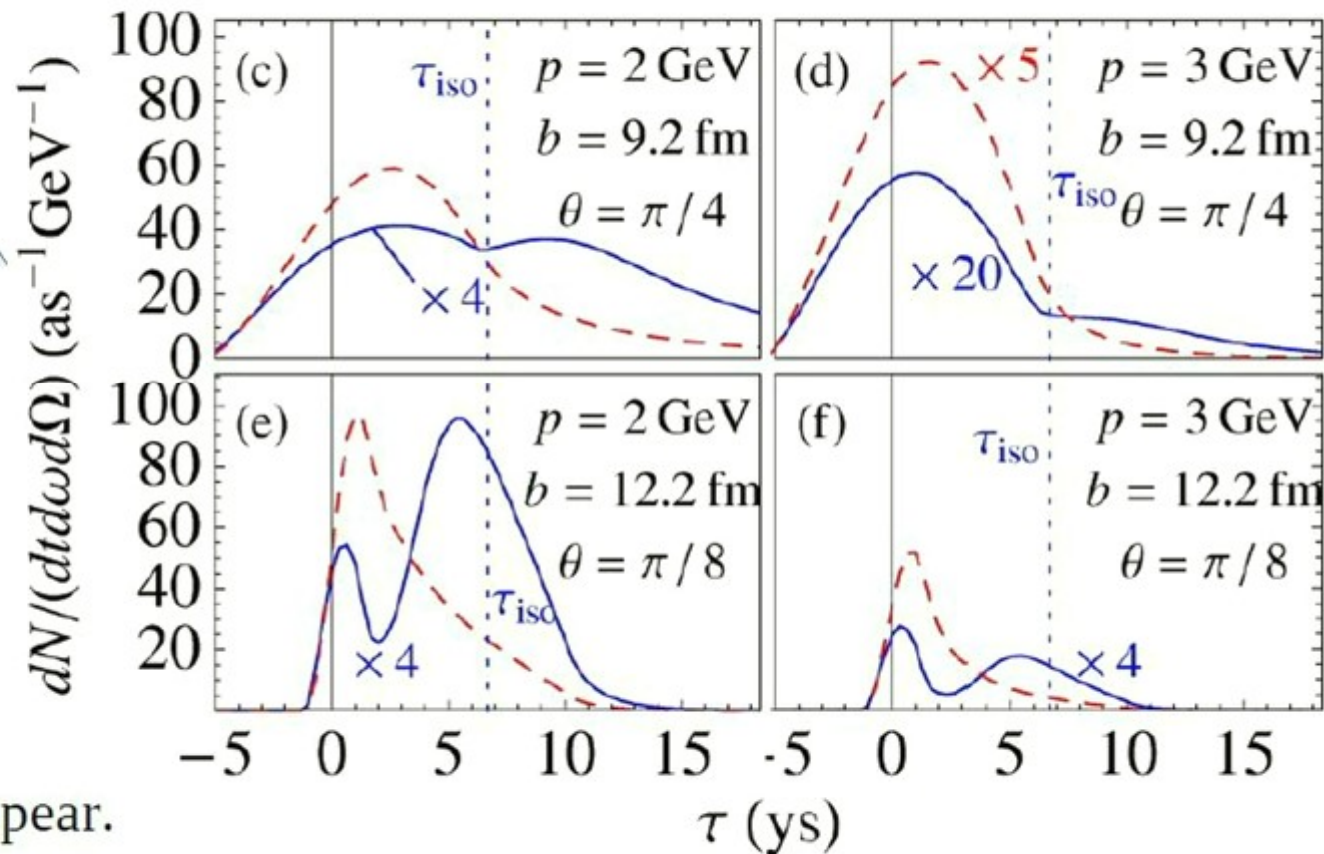 dN/(dtdωdΩ) (as⁻¹GeV⁻¹)
100
80
60
40
20
0
(c)
τiso
p = 2 GeV
b = 9.2 fm
θ = π/4
×4
(d)
×5
p = 3 GeV
b = 9.2 fm
τiso
θ = π/4
×20
100
80
60
40
20
(e)
p = 2 GeV
b = 12.2 fm
θ = π/8
τiso
×4
(f)
τiso
p = 3 GeV
b = 12.2 fm
θ = π/8
×4
−5 0 5 10 15
-5 0 5 10 15
τ (ys)
pear.